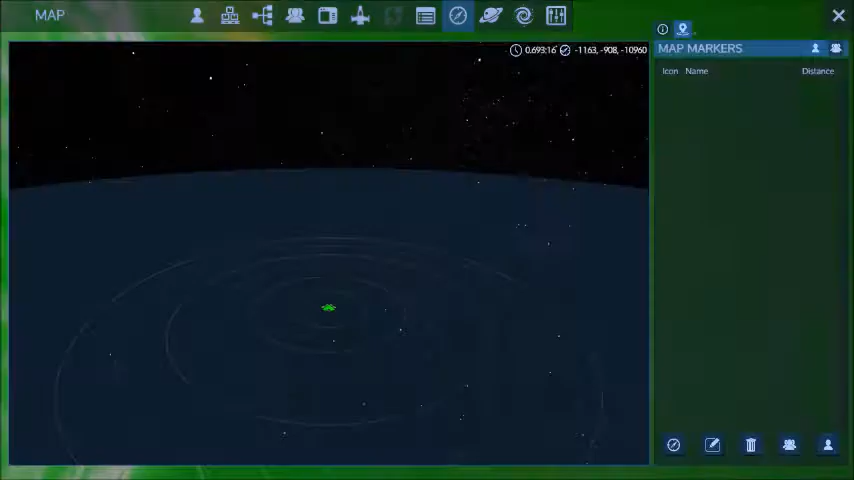 MAP
0.693:16 -1163, -908, -10960
MAP MARKERS
Icon Name Distance